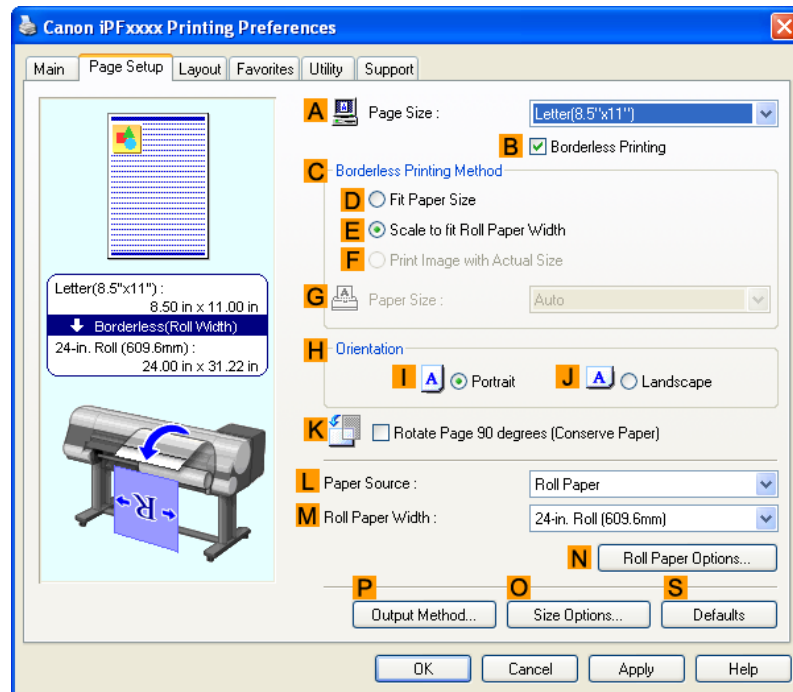 Canon iPFxxxx Printing Preferences
Main Page Setup Layout Favorites Utility Support
A Page Size : Letter(8.5"x11")
B Borderless Printing
C Borderless Printing Method
D Fit Paper Size
E Scale to fit Roll Paper Width
F Print Image with Actual Size
G Paper Size : Auto
Letter(8.5"x11") :
8.50 in x 11.00 in
Borderless(Roll Width)
24-in. Roll (609.6mm) :
24.00 in x 31.22 in
H Orientation
I A Portrait J A Landscape
K Rotate Page 90 degrees (Conserve Paper)
R
L Paper Source : Roll Paper
M Roll Paper Width : 24-in. Roll (609.6mm)
N Roll Paper Options...
P O S
Output Method... Size Options... Defaults
OK Cancel Apply Help